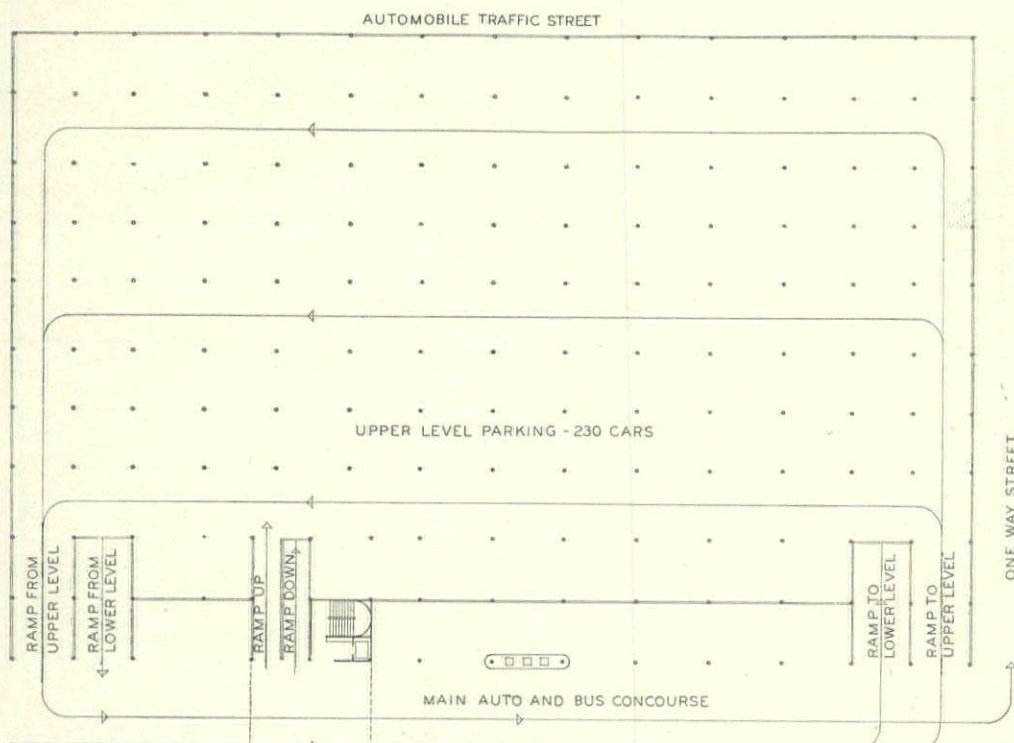 AUTOMOBILE TRAFFIC STREET
UPPER LEVEL PARKING - 230 CARS
ONE WAY STREET
RAMP FROM
UPPER LEVEL
RAMP FROM
LOWER LEVEL
RAMP UP
RAMP DOWN
RAMP TO
LOWER LEVEL
RAMP TO
UPPER LEVEL
MAIN AUTO AND BUS CONCOURSE